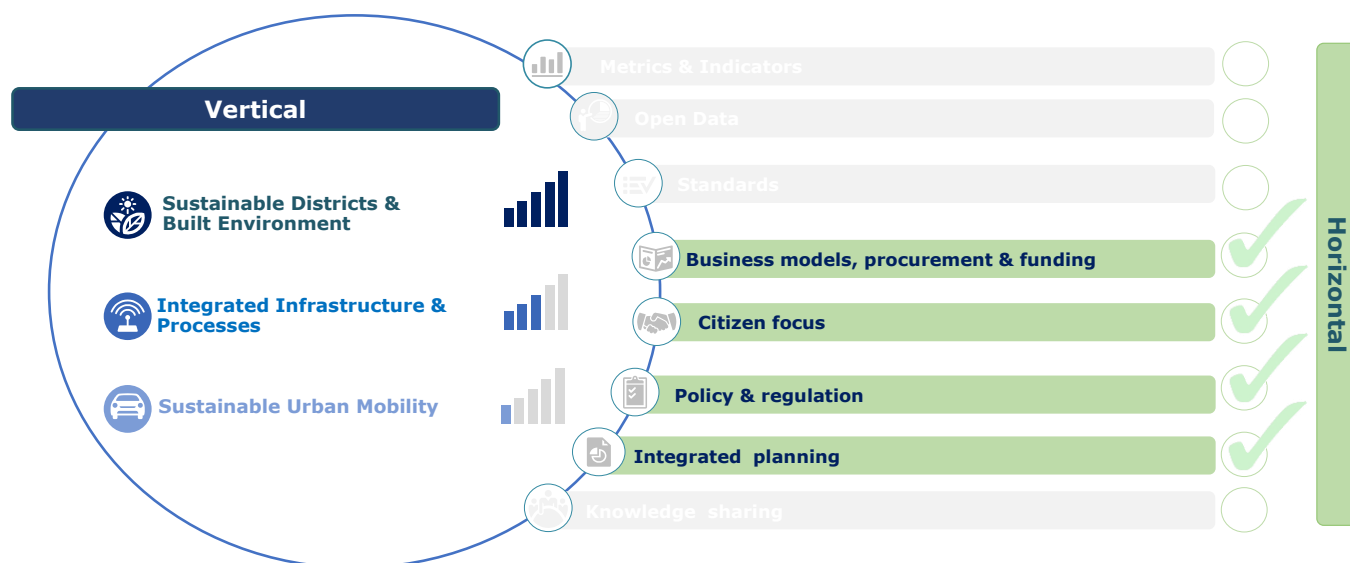 Vertical
Sustainable Districts &
Built Environment
Integrated Infrastructure &
Processes
Sustainable Urban Mobility
Metrics & Indicators
Open Data
Standards
Business models, procurement & funding
Citizen focus
Policy & regulation
Integrated planning
Knowledge sharing
Horizontal